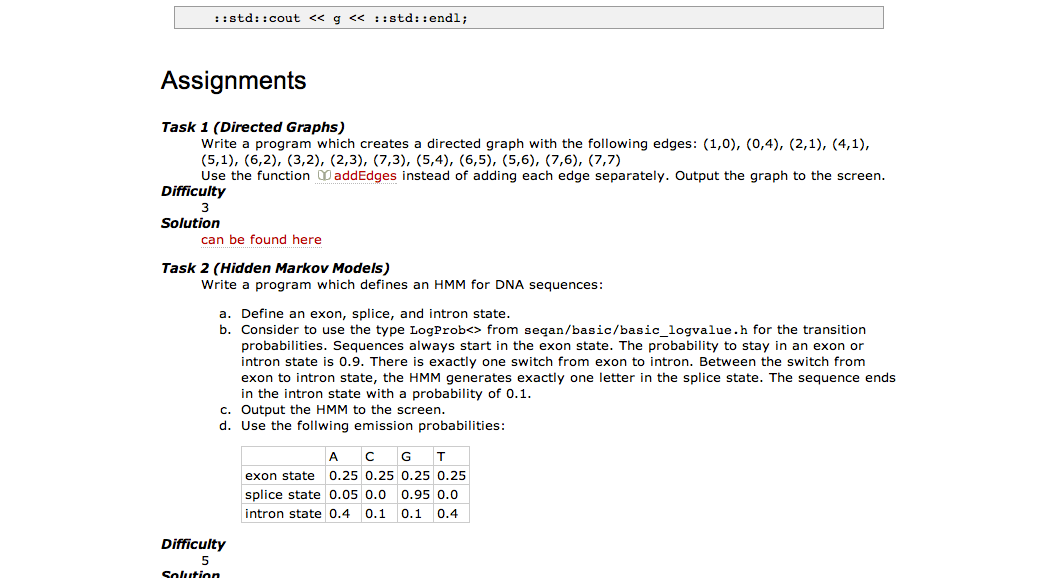 ::std::cout << g << ::std::endl;
Assignments
Task 1 (Directed Graphs)
Write a program which creates a directed graph with the following edges: (1,0), (0,4), (2,1), (4,1),
(5,1), (6,2), (3,2), (2,3), (7,3), (5,4), (6,5), (5,6), (7,6), (7,7)
Use the function addEdges instead of adding each edge separately. Output the graph to the screen.
Difficulty
3
Solution
can be found here
Task 2 (Hidden Markov Models)
Write a program which defines an HMM for DNA sequences:
a. Define an exon, splice, and intron state.
b. Consider to use the type LogProb<> from seqan/basic/basic_logvalue.h for the transition
probabilities. Sequences always start in the exon state. The probability to stay in an exon or
intron state is 0.9. There is exactly one switch from exon to intron. Between the switch from
exon to intron state, the HMM generates exactly one letter in the splice state. The sequence ends
in the intron state with a probability of 0.1.
c. Output the HMM to the screen.
d. Use the follwing emission probabilities:
A C G T
exon state 0.25 0.25 0.25 0.25
splice state 0.05 0.0 0.95 0.0
intron state 0.4 0.1 0.1 0.4
Difficulty
5
Solution